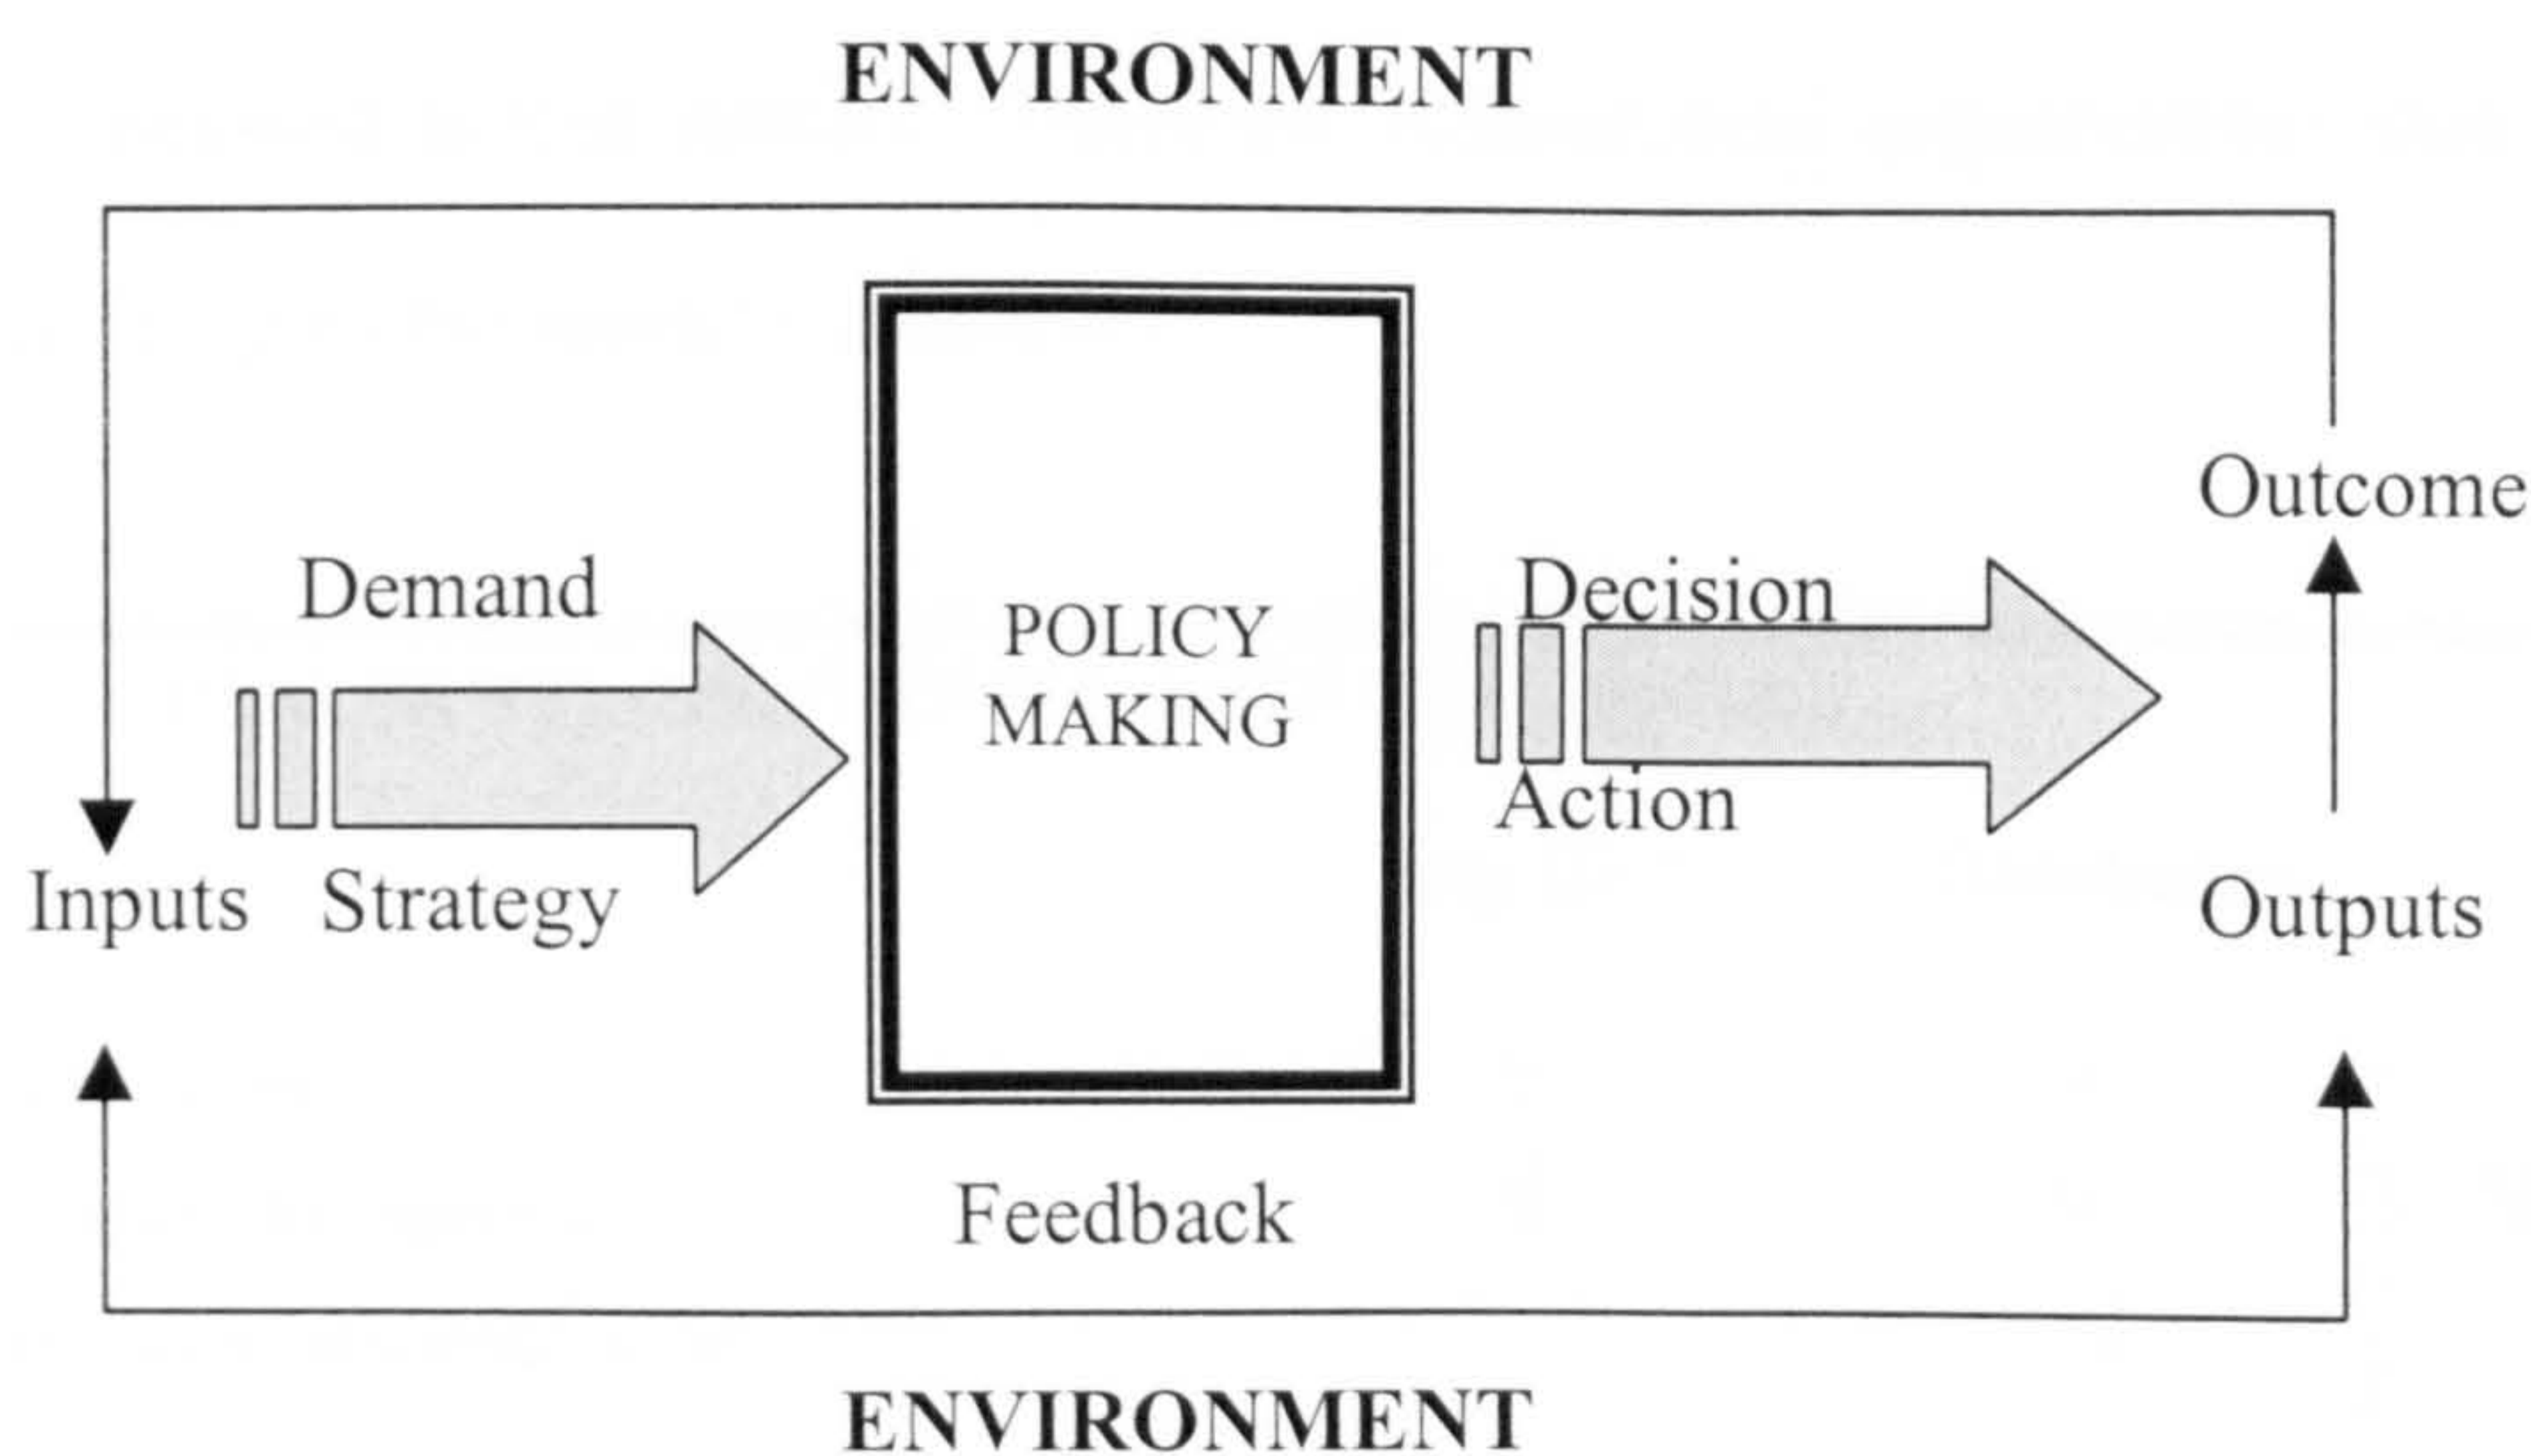 ENVIRONMENT
Outcome
Demand
Decision
POLICY
MAKING
Action
Inputs
Strategy
Outputs
Feedback
ENVIRONMENT